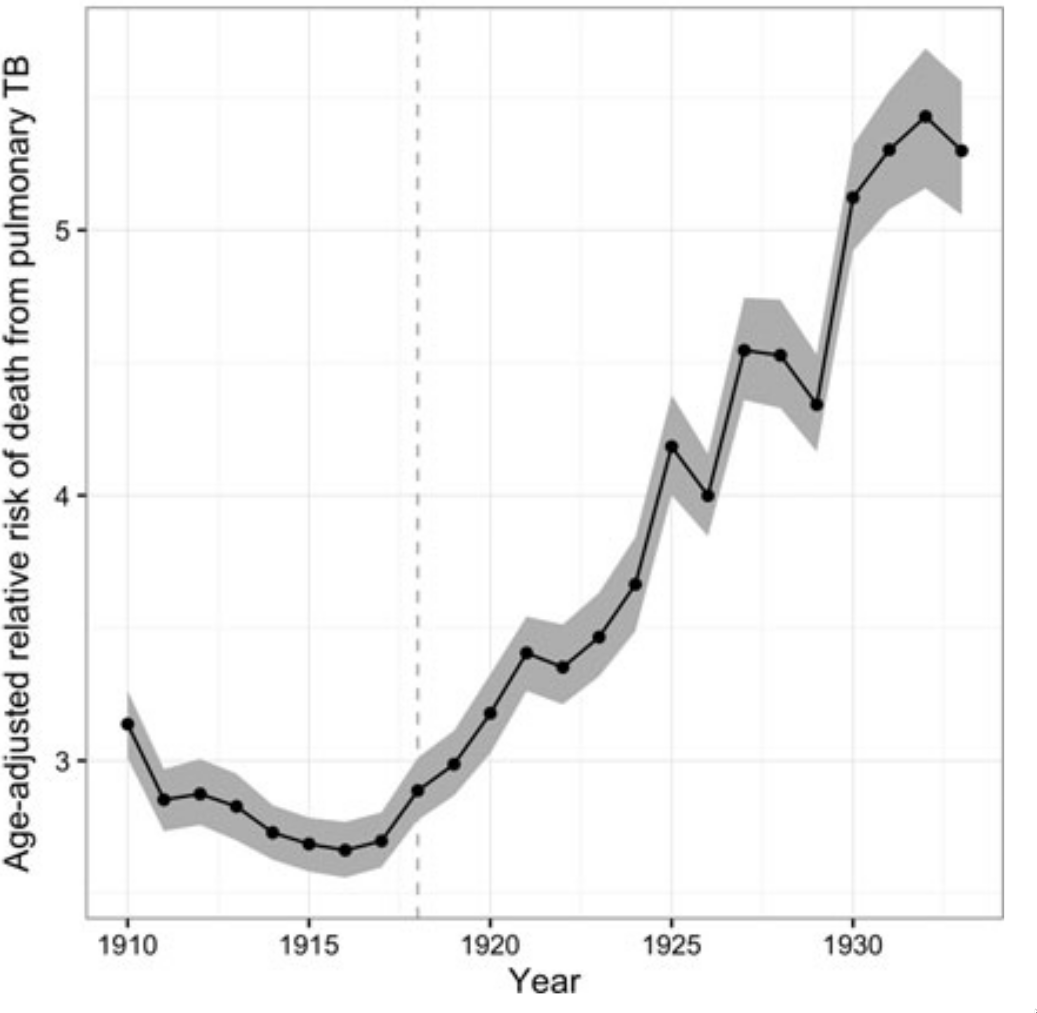 Age-adjusted relative risk of death from pulmonary TB
5
4
3
1910 1915 1920 1925 1930
Year